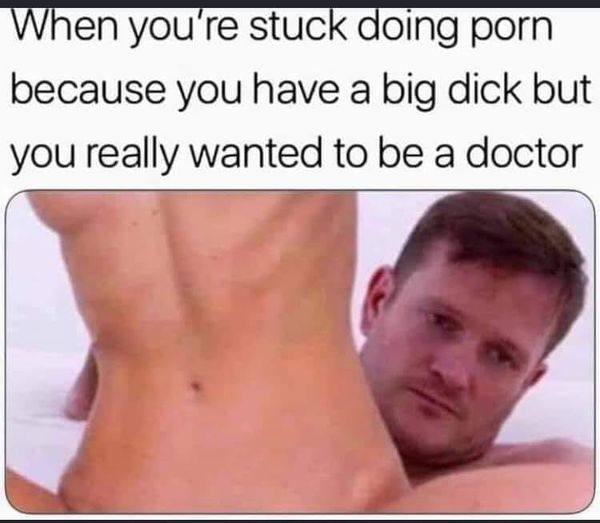 When you're stuck doing porn
because you have a big dick but
you really wanted to be a doctor